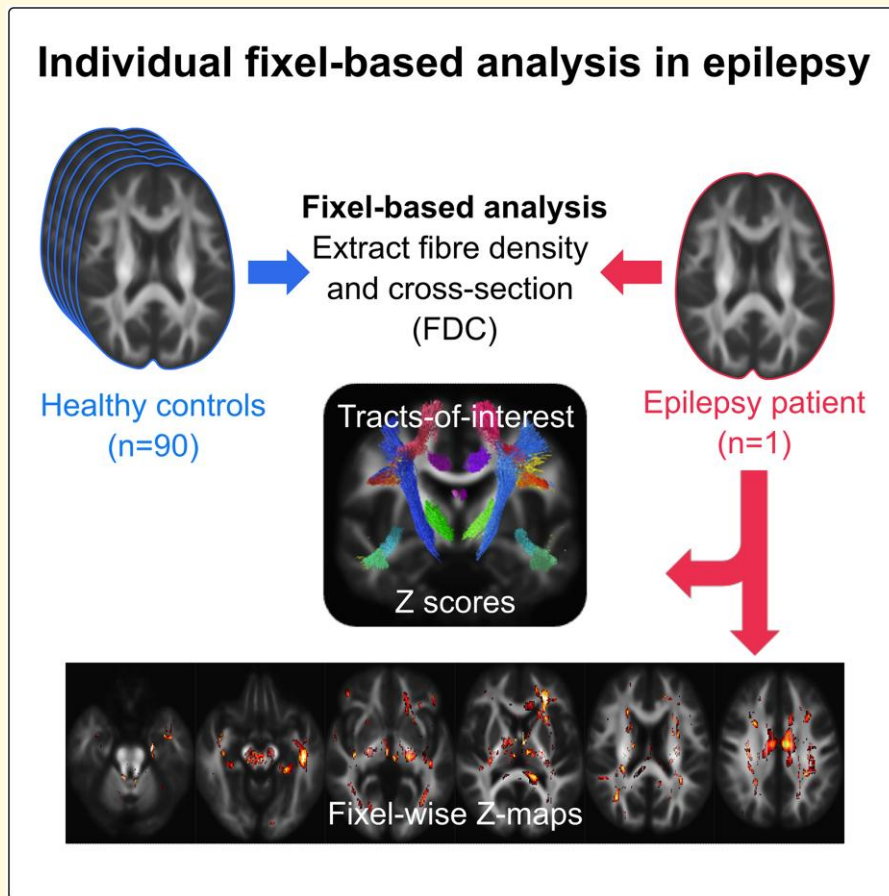 Individual fixel-based analysis in epilepsy
Fixel-based analysis
Extract fibre density
and cross-section
(FDC)
Healthy controls
(n=90)
Epilepsy patient
(n=1)
Tracts-of-interest
Z scores
Fixel-wise Z-maps